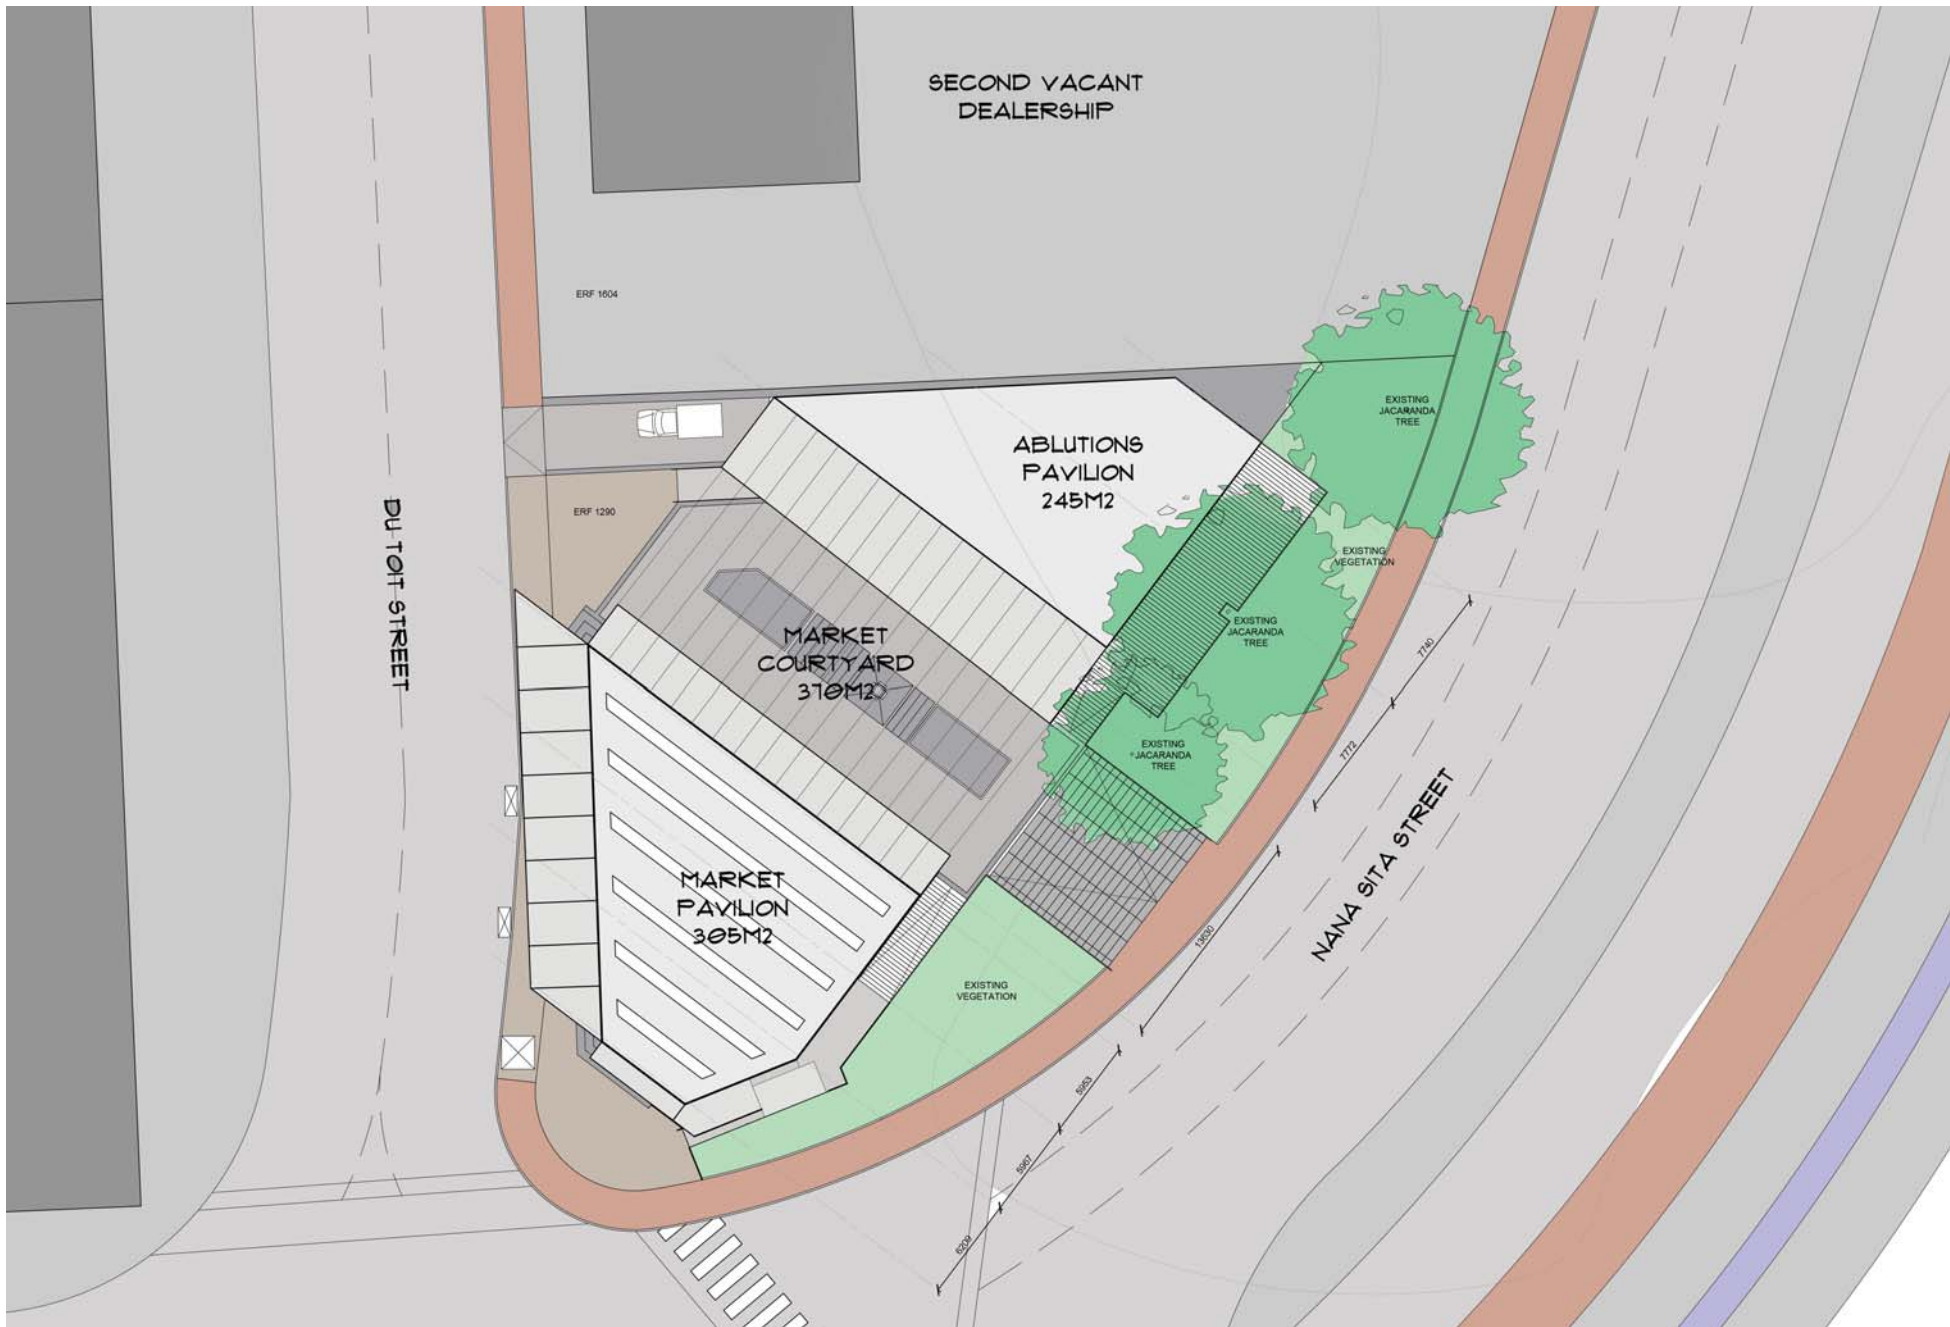 SECOND VACANT
DEALERSHIP
ERF 1604
EXISTING
JACARANDA
TREE
ABLUTIONS
PAVILION
245M2
DU TOIT STREET
ERF 1290
EXISTING
VEGETATION
EXISTING
JACARANDA
TREE
MARKET
COURTYARD
370M2
7740
EXISTING
JACARANDA
TREE
7772
NANA SITA STREET
MARKET
PAVILION
305M2
13630
EXISTING
VEGETATION
5953
5967
6209